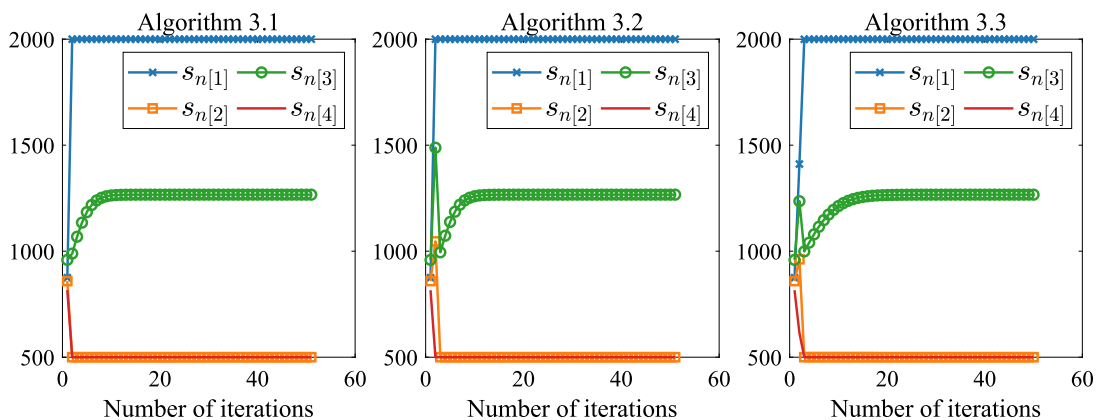 Algorithm 3.1
2000
1500
1000
500
0
20
40
60
s_{n[1]}
s_{n[3]}
s_{n[2]}
s_{n[4]}
Number of iterations
Algorithm 3.2
2000
1500
1000
500
0
20
40
60
s_{n[1]}
s_{n[3]}
s_{n[2]}
s_{n[4]}
Number of iterations
Algorithm 3.3
2000
1500
1000
500
0
20
40
60
s_{n[1]}
s_{n[3]}
s_{n[2]}
s_{n[4]}
Number of iterations